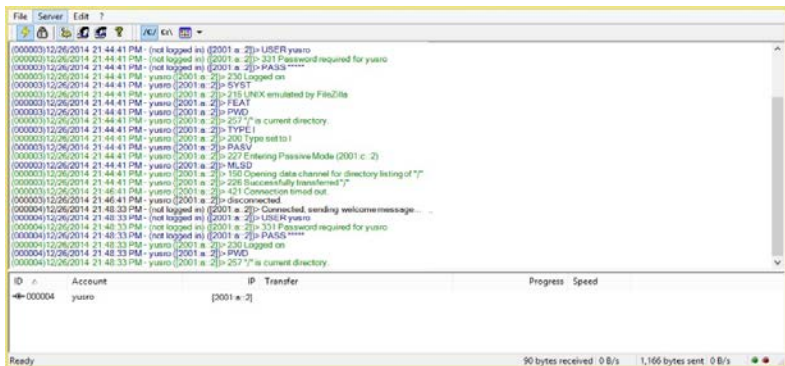 File Server Edit ?
/C/ C:\
(000003)12/26/2014 21:44:41 PM - (not logged in) ([2001:a::2])> USER yusro
(000003)12/26/2014 21:44:41 PM - (not logged in) ([2001:a::2])> 331 Password required for yusro
(000003)12/26/2014 21:44:41 PM - (not logged in) ([2001:a::2])> PASS *****
(000003)12/26/2014 21:44:41 PM - yusro ([2001:a::2])> 230 Logged on
(000003)12/26/2014 21:44:41 PM - yusro ([2001:a::2])> SYST
(000003)12/26/2014 21:44:41 PM - yusro ([2001:a::2])> 215 UNIX emulated by FileZilla
(000003)12/26/2014 21:44:41 PM - yusro ([2001:a::2])> FEAT
(000003)12/26/2014 21:44:41 PM - yusro ([2001:a::2])> PWD
(000003)12/26/2014 21:44:41 PM - yusro ([2001:a::2])> 257 "/" is current directory.
(000003)12/26/2014 21:44:41 PM - yusro ([2001:a::2])> TYPE I
(000003)12/26/2014 21:44:41 PM - yusro ([2001:a::2])> 200 Type set to I
(000003)12/26/2014 21:44:41 PM - yusro ([2001:a::2])> PASV
(000003)12/26/2014 21:44:41 PM - yusro ([2001:a::2])> 227 Entering Passive Mode (2001:c::2)
(000003)12/26/2014 21:44:41 PM - yusro ([2001:a::2])> MLSD
(000003)12/26/2014 21:44:41 PM - yusro ([2001:a::2])> 150 Opening data channel for directory listing of "/"
(000003)12/26/2014 21:44:41 PM - yusro ([2001:a::2])> 226 Successfully transferred "/"
(000003)12/26/2014 21:46:41 PM - yusro ([2001:a::2])> 421 Connection timed out.
(000003)12/26/2014 21:46:41 PM - yusro ([2001:a::2])> disconnected.
(000004)12/26/2014 21:48:33 PM - (not logged in) ([2001:a::2])> Connected, sending welcome message...
(000004)12/26/2014 21:48:33 PM - (not logged in) ([2001:a::2])> USER yusro
(000004)12/26/2014 21:48:33 PM - (not logged in) ([2001:a::2])> 331 Password required for yusro
(000004)12/26/2014 21:48:33 PM - (not logged in) ([2001:a::2])> PASS *****
(000004)12/26/2014 21:48:33 PM - yusro ([2001:a::2])> 230 Logged on
(000004)12/26/2014 21:48:33 PM - yusro ([2001:a::2])> PWD
(000004)12/26/2014 21:48:33 PM - yusro ([2001:a::2])> 257 "/" is current directory.
ID Account IP Transfer Progress Speed
000004 yusro [2001:a::2]
Ready 90 bytes received 0 B/s 1,166 bytes sent 0 B/s